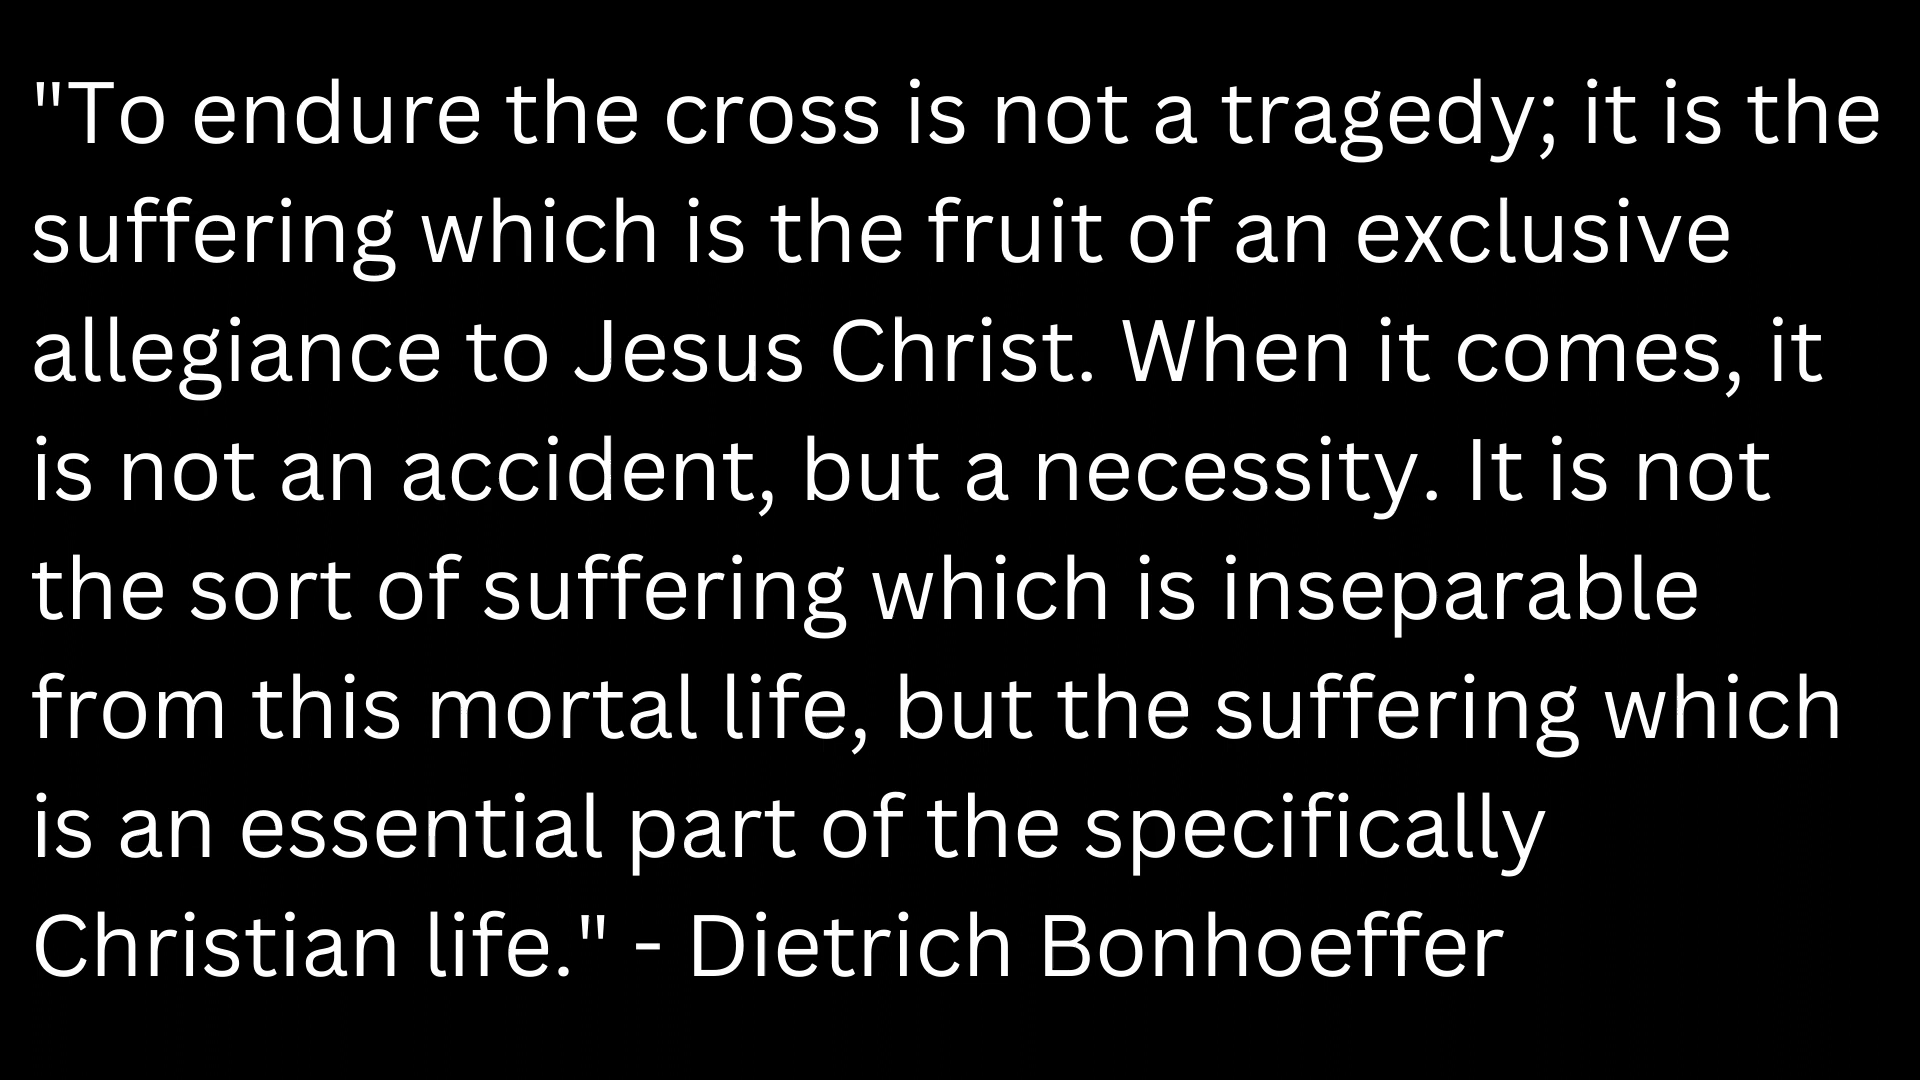 "To endure the cross is not a tragedy; it is the
suffering which is the fruit of an exclusive
allegiance to Jesus Christ. When it comes, it
is not an accident, but a necessity. It is not
the sort of suffering which is inseparable
from this mortal life, but the suffering which
is an essential part of the specifically
Christian life." - Dietrich Bonhoeffer